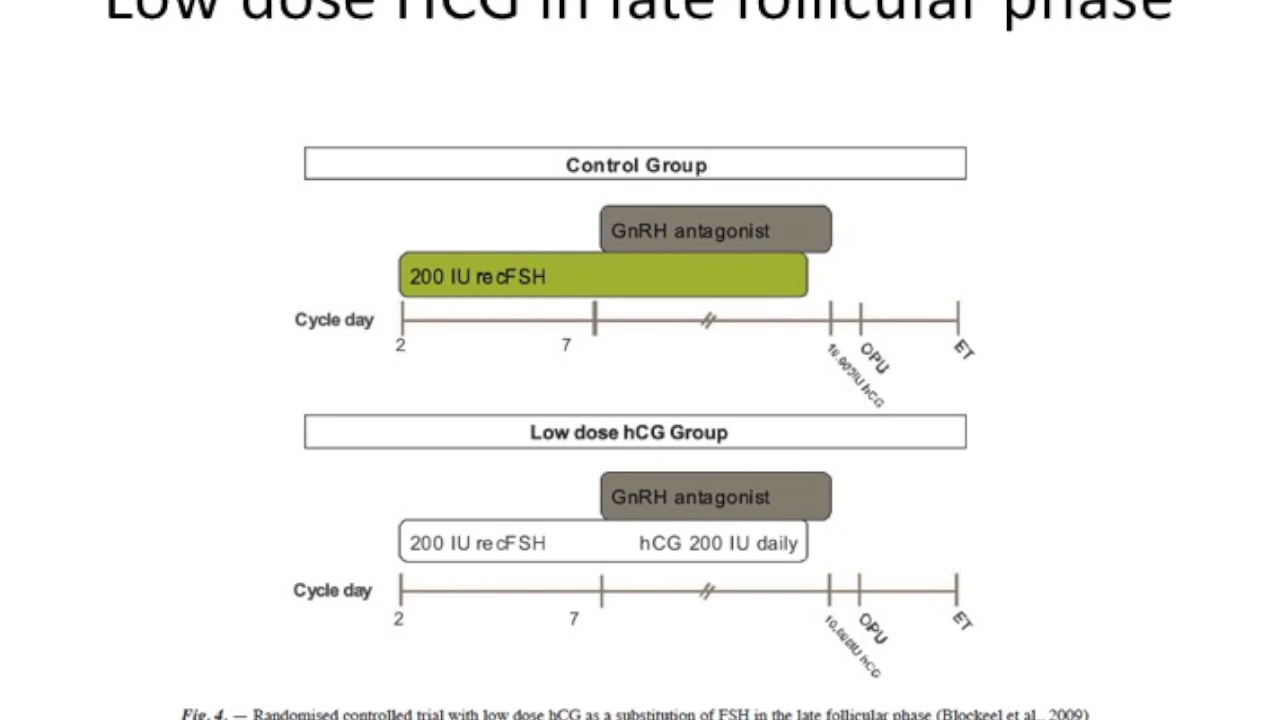 Low dose HCG in late follicular phase
Control Group
GnRH antagonist
200 IU recFSH
Cycle day
2
7
10.000IU hCG
OPU
ET
Low dose hCG Group
GnRH antagonist
200 IU recFSH hCG 200 IU daily
Cycle day
2
7
10.000IU hCG
OPU
ET
Fig. 4. — Randomised controlled trial with low dose hCG as a substitution of FSH in the late follicular phase (Blockeel et al., 2009)